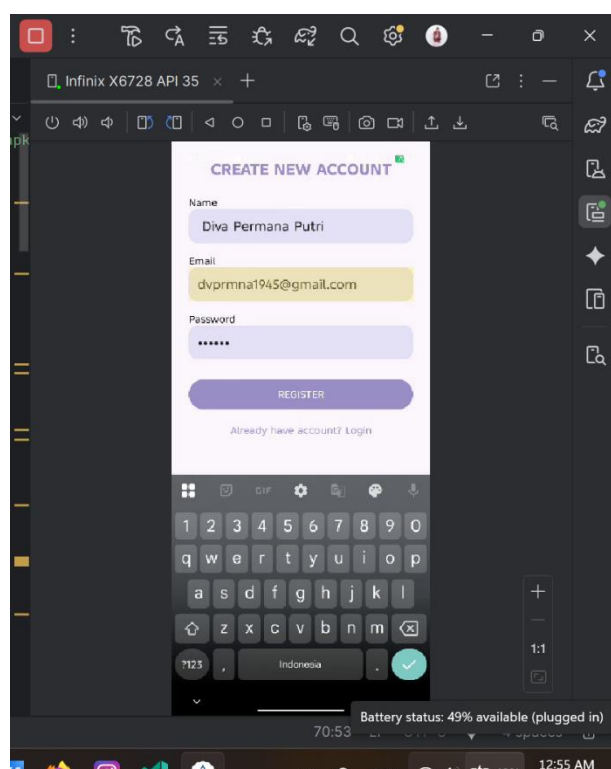 Infinix X6728 API 35
apk
CREATE NEW ACCOUNT
Name
Diva Permana Putri
Email
dvprmna1945@gmail.com
Password
REGISTER
Already have account? Login
GIF
1 2 3 4 5 6 7 8 9 0
q w e r t y u i o p
a s d f g h j k l
z x c v b n m
?123 , Indonesia .
1:1
Battery status: 49% available (plugged in)
70:53
12:55 AM